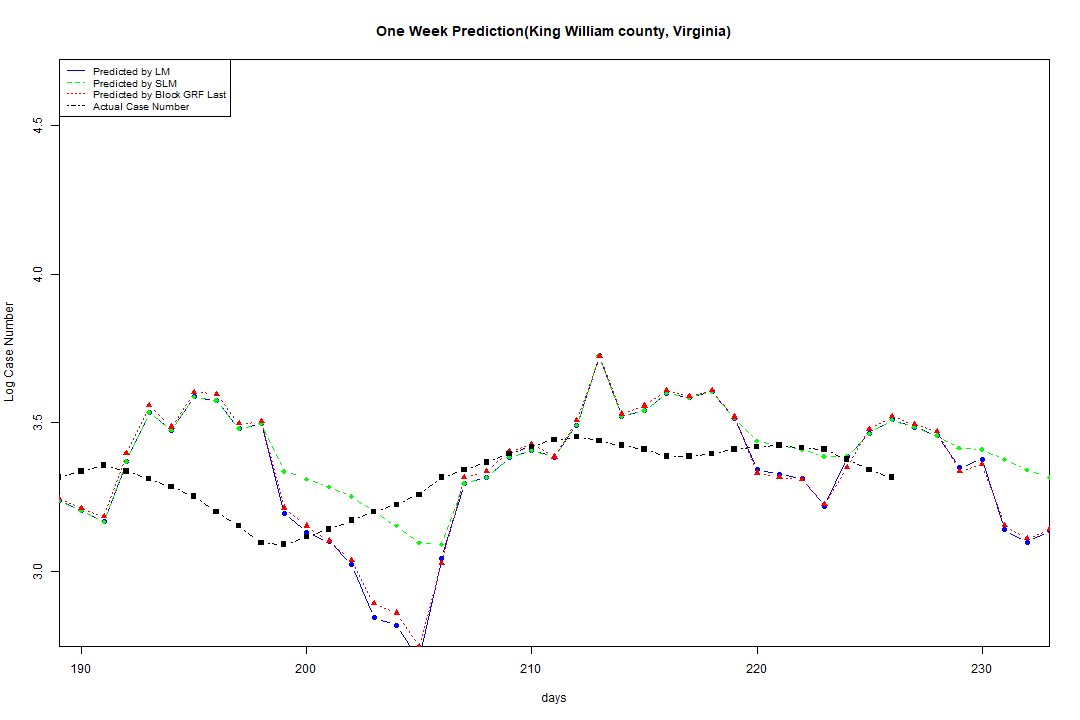 One Week Prediction(King William county, Virginia)
Predicted by LM
Predicted by SLM
Predicted by Block GRF Last
Actual Case Number
4.5
4.0
3.5
3.0
Log Case Number
190 200 210 220 230
days